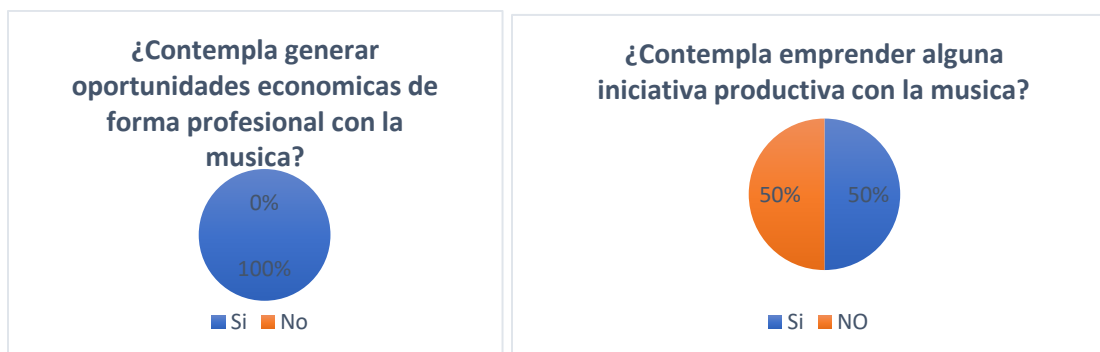 ¿Contempla generar
oportunidades economicas de
forma profesional con la
musica?
0%
100%
Si No
¿Contempla emprender alguna
iniciativa productiva con la musica?
50% 50%
Si NO